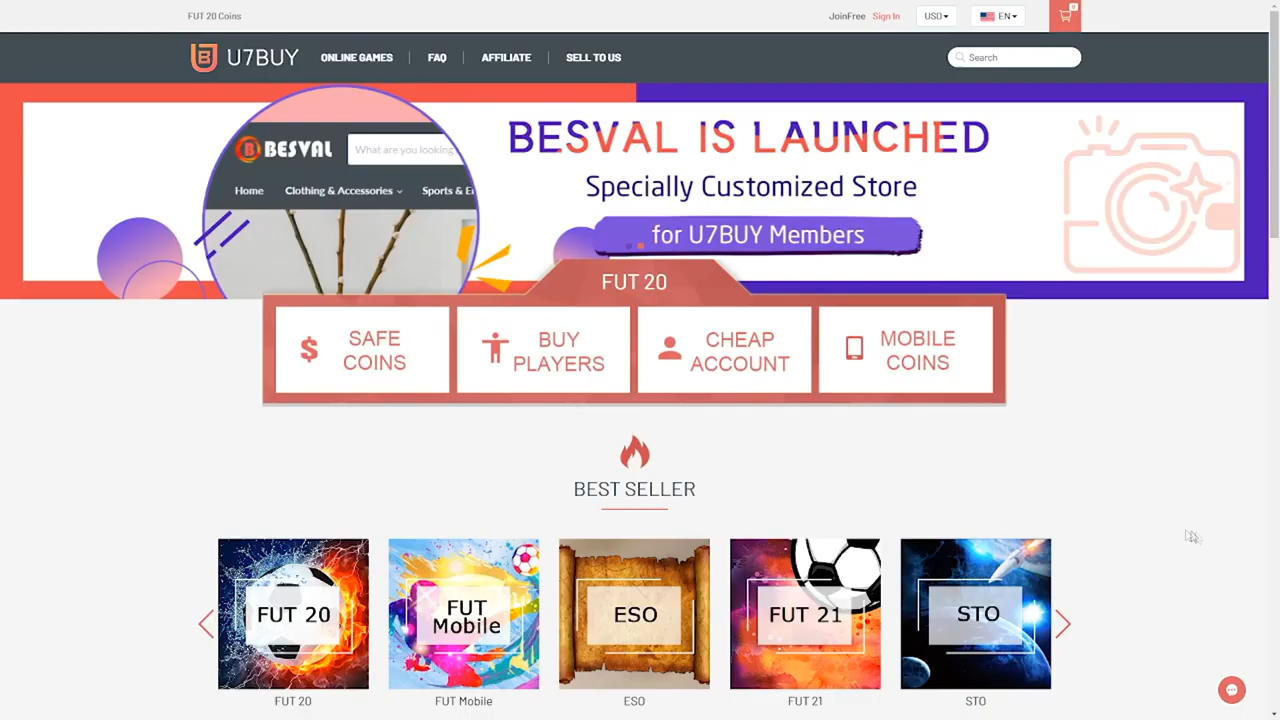 FUT 20 Coins
JoinFree Sign In USD EN 0
U7BUY ONLINE GAMES FAQ AFFILIATE SELL TO US Search
BESVAL What are you looking
Home Clothing & Accessories Sports & E
BESVAL IS LAUNCHED
Specially Customized Store
for U7BUY Members
FUT 20
SAFE
COINS
BUY
PLAYERS
CHEAP
ACCOUNT
MOBILE
COINS
BEST SELLER
FUT 20
FUT
Mobile
ESO
FUT 21
STO
FUT 20 FUT Mobile ESO FUT 21 STO